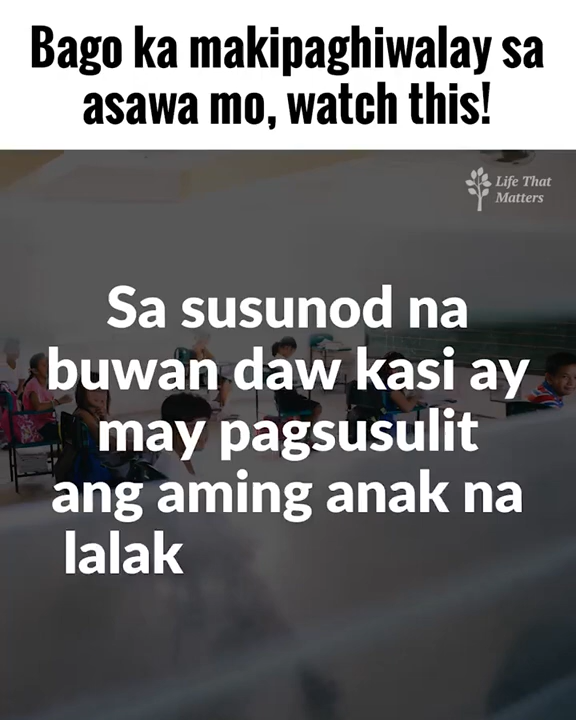 Bago ka makipaghiwalay sa
asawa mo, watch this!
Life That
Matters
Sa susunod na
buwan daw kasi ay
may pagsusulit
ang aming anak na
lalak